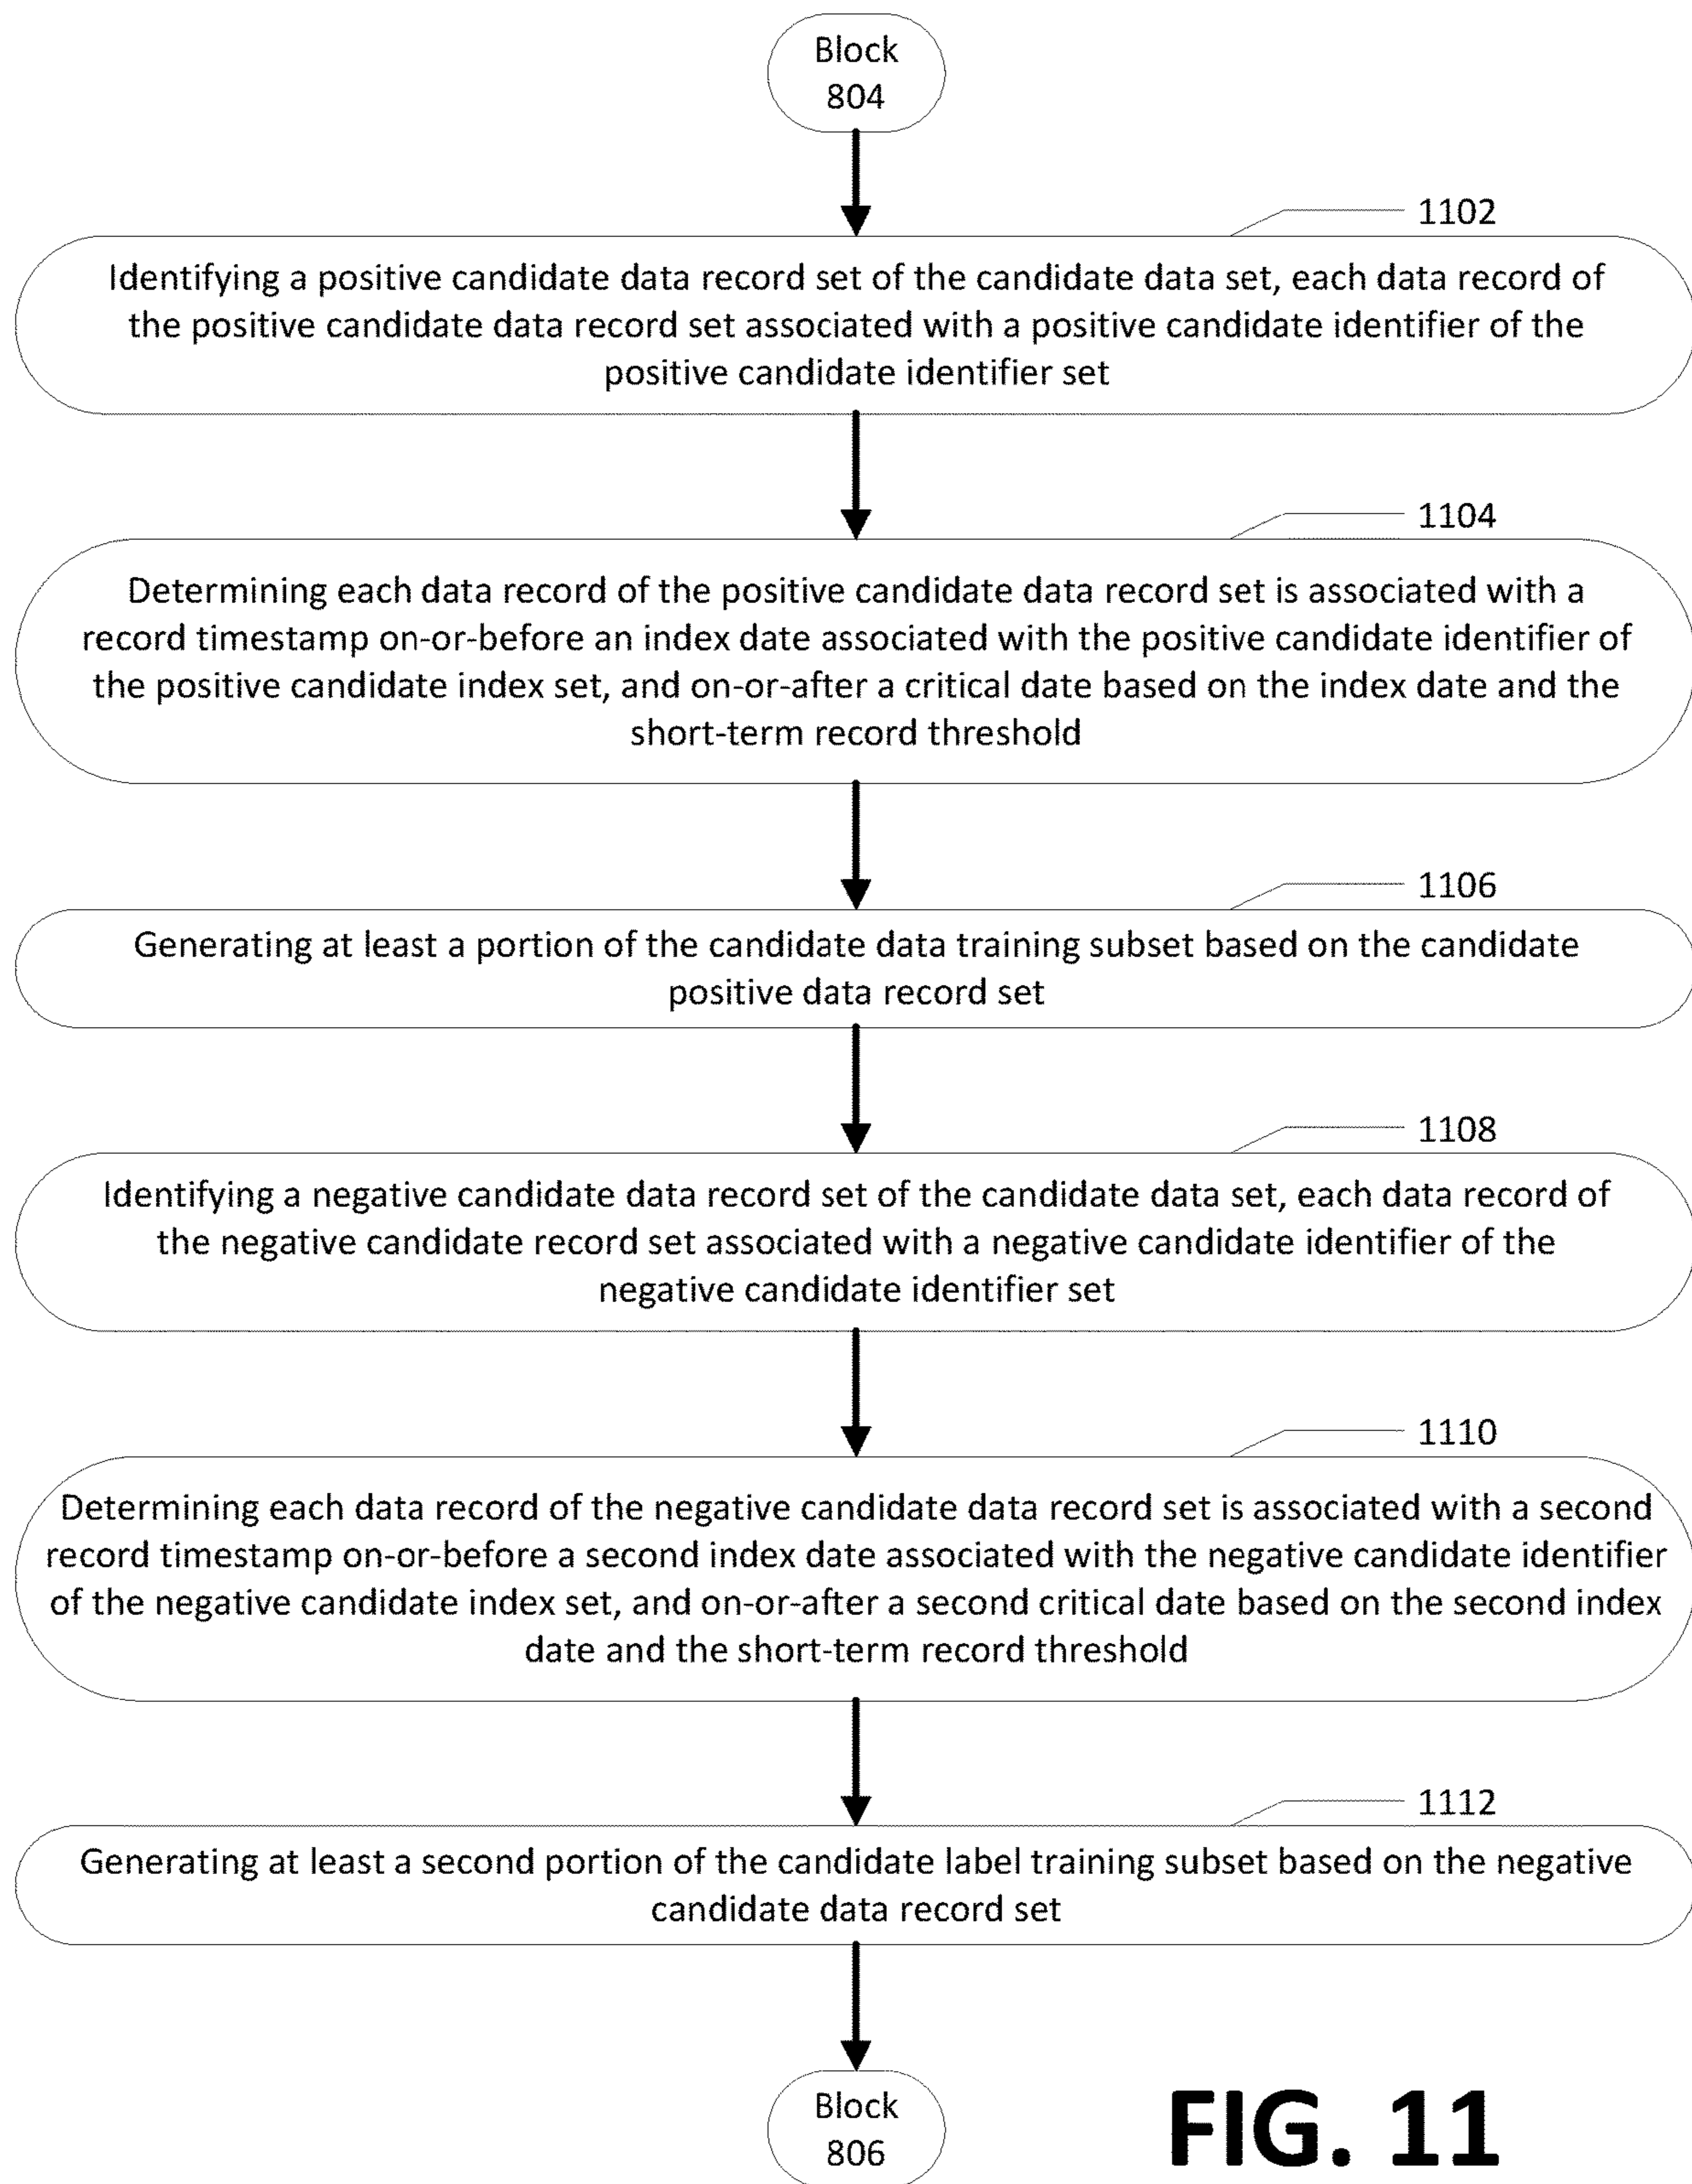 Block
804
1102
Identifying a positive candidate data record set of the candidate data set, each data record of
the positive candidate data record set associated with a positive candidate identifier of the
positive candidate identifier set
1104
Determining each data record of the positive candidate data record set is associated with a
record timestamp on-or-before an index date associated with the positive candidate identifier of
the positive candidate index set, and on-or-after a critical date based on the index date and the
short-term record threshold
1106
Generating at least a portion of the candidate data training subset based on the candidate
positive data record set
1108
Identifying a negative candidate data record set of the candidate data set, each data record of
the negative candidate record set associated with a negative candidate identifier of the
negative candidate identifier set
1110
Determining each data record of the negative candidate data record set is associated with a second
record timestamp on-or-before a second index date associated with the negative candidate identifier
of the negative candidate index set, and on-or-after a second critical date based on the second index
date and the short-term record threshold
1112
Generating at least a second portion of the candidate label training subset based on the negative
candidate data record set
Block
806
FIG. 11